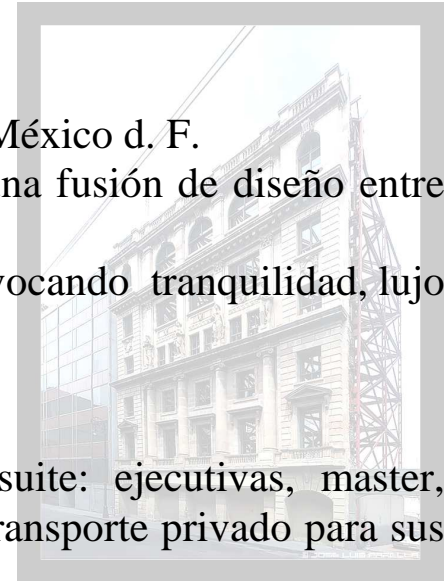 México d. F.
na fusión de diseño entre
vocando tranquilidad, lujo
suite: ejecutivas, master,
ransporte privado para sus